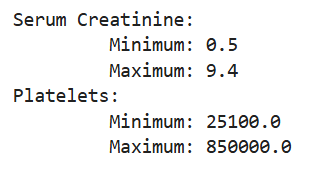 Serum Creatinine:
Minimum: 0.5
Maximum: 9.4
Platelets:
Minimum: 25100.0
Maximum: 850000.0